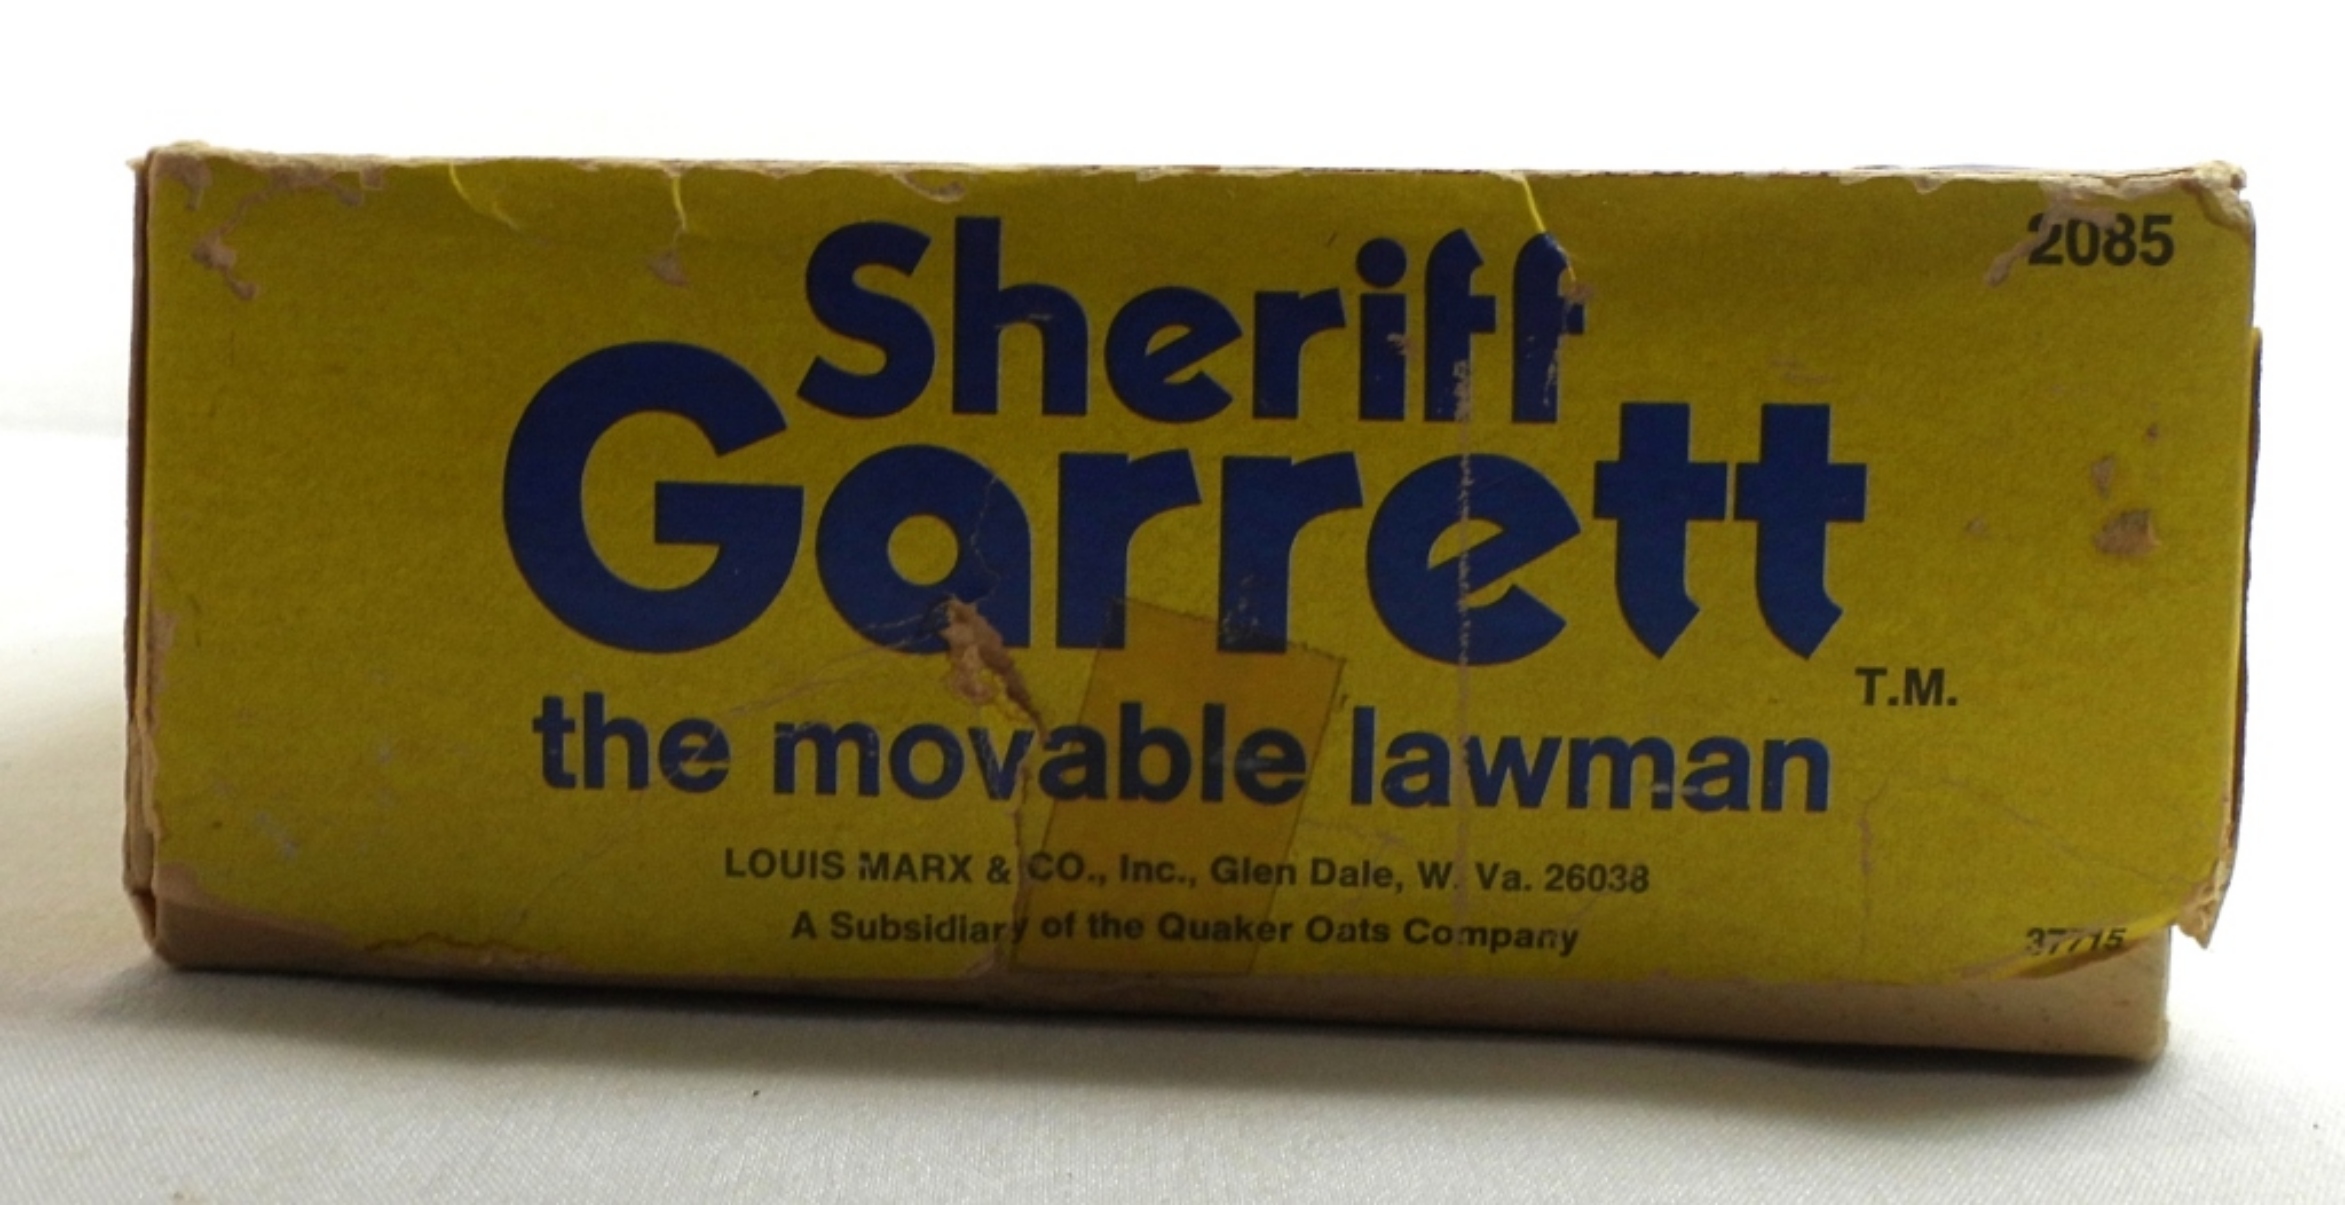 2085
Sheriff
Garrett
T.M.
the movable lawman
LOUIS MARX & CO., Inc., Glen Dale, W. Va. 26038
A Subsidiary of the Quaker Oats Company
37715